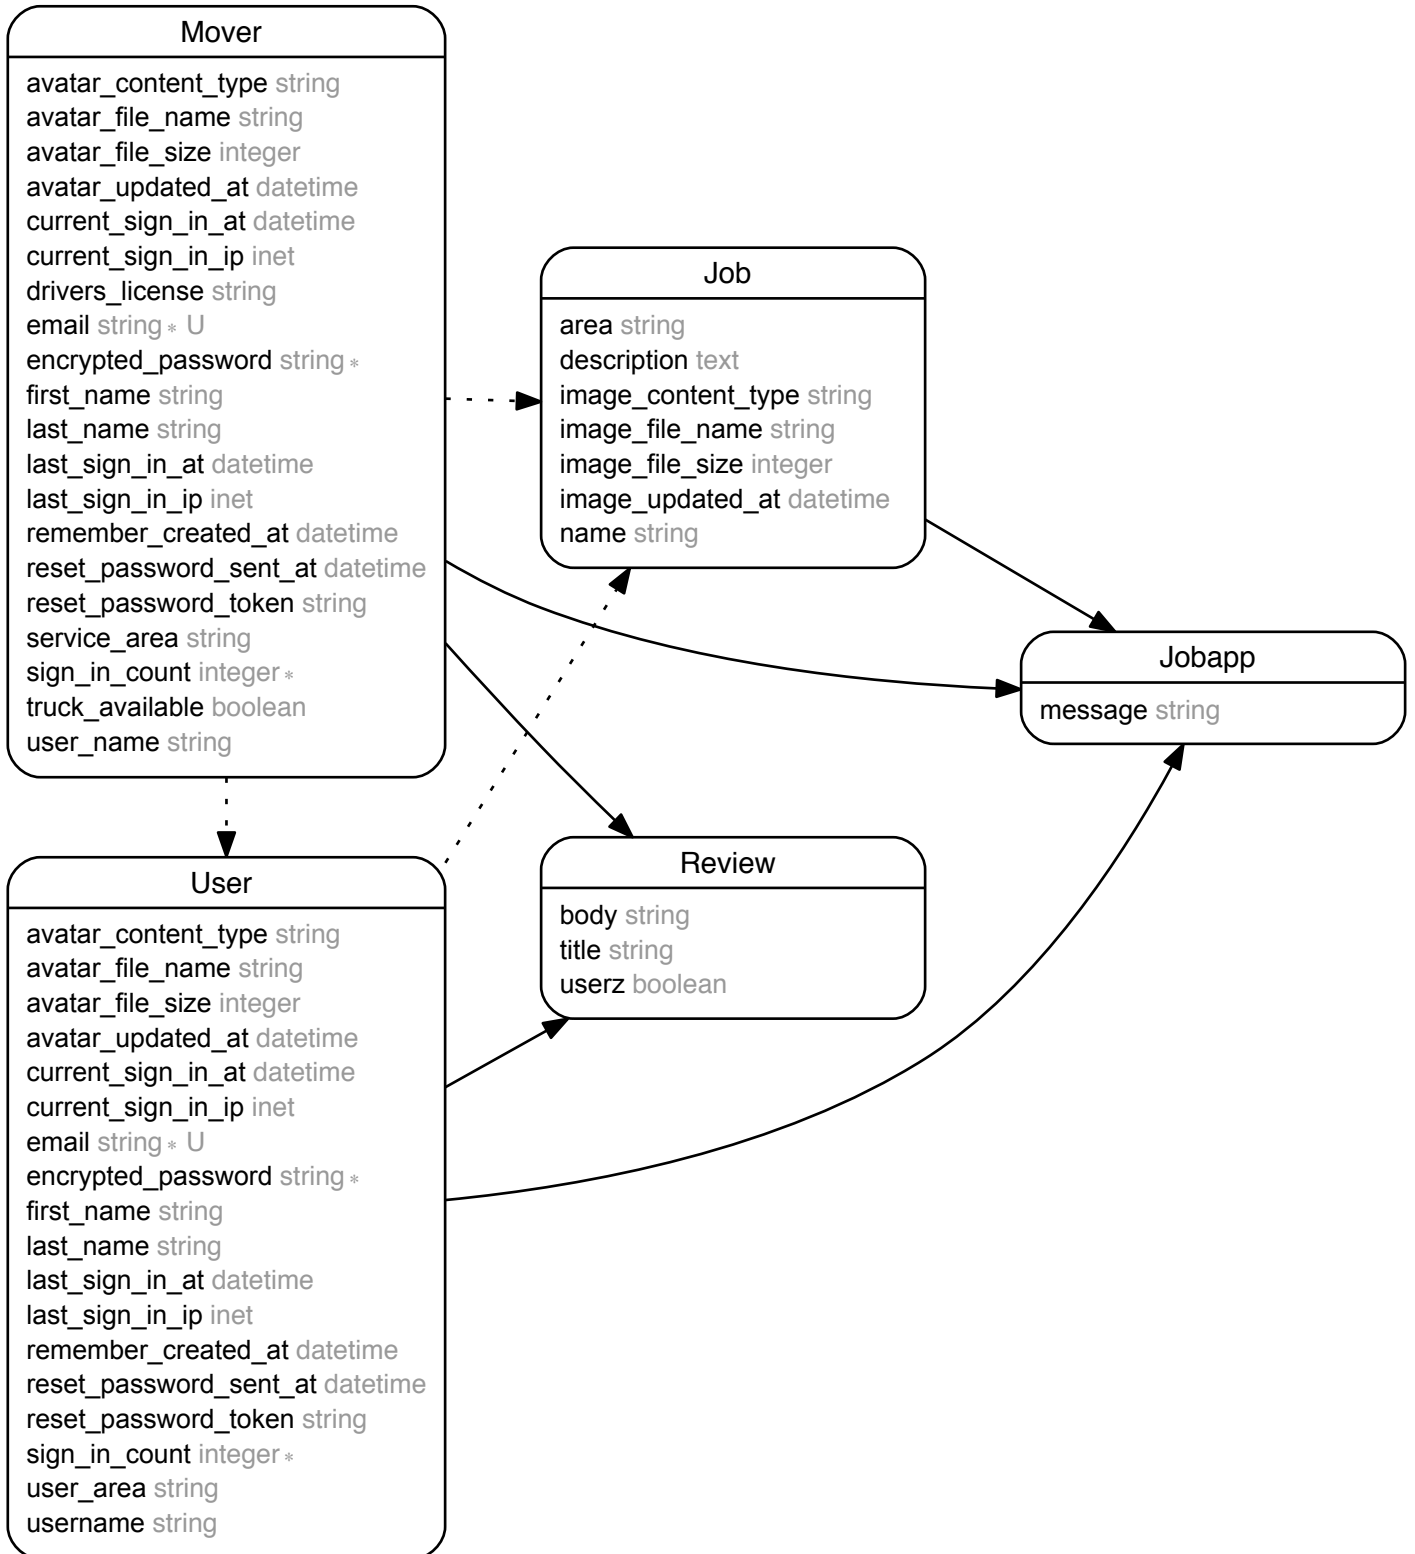 Mover
avatar_content_type string
avatar_file_name string
avatar_file_size integer
avatar_updated_at datetime
current_sign_in_at datetime
current_sign_in_ip inet
drivers_license string
email string ∗ U
encrypted_password string ∗
first_name string
last_name string
last_sign_in_at datetime
last_sign_in_ip inet
remember_created_at datetime
reset_password_sent_at datetime
reset_password_token string
service_area string
sign_in_count integer ∗
truck_available boolean
user_name string
Job
area string
description text
image_content_type string
image_file_name string
image_file_size integer
image_updated_at datetime
name string
Jobapp
message string
User
avatar_content_type string
avatar_file_name string
avatar_file_size integer
avatar_updated_at datetime
current_sign_in_at datetime
current_sign_in_ip inet
email string ∗ U
encrypted_password string ∗
first_name string
last_name string
last_sign_in_at datetime
last_sign_in_ip inet
remember_created_at datetime
reset_password_sent_at datetime
reset_password_token string
sign_in_count integer ∗
user_area string
username string
Review
body string
title string
userz boolean